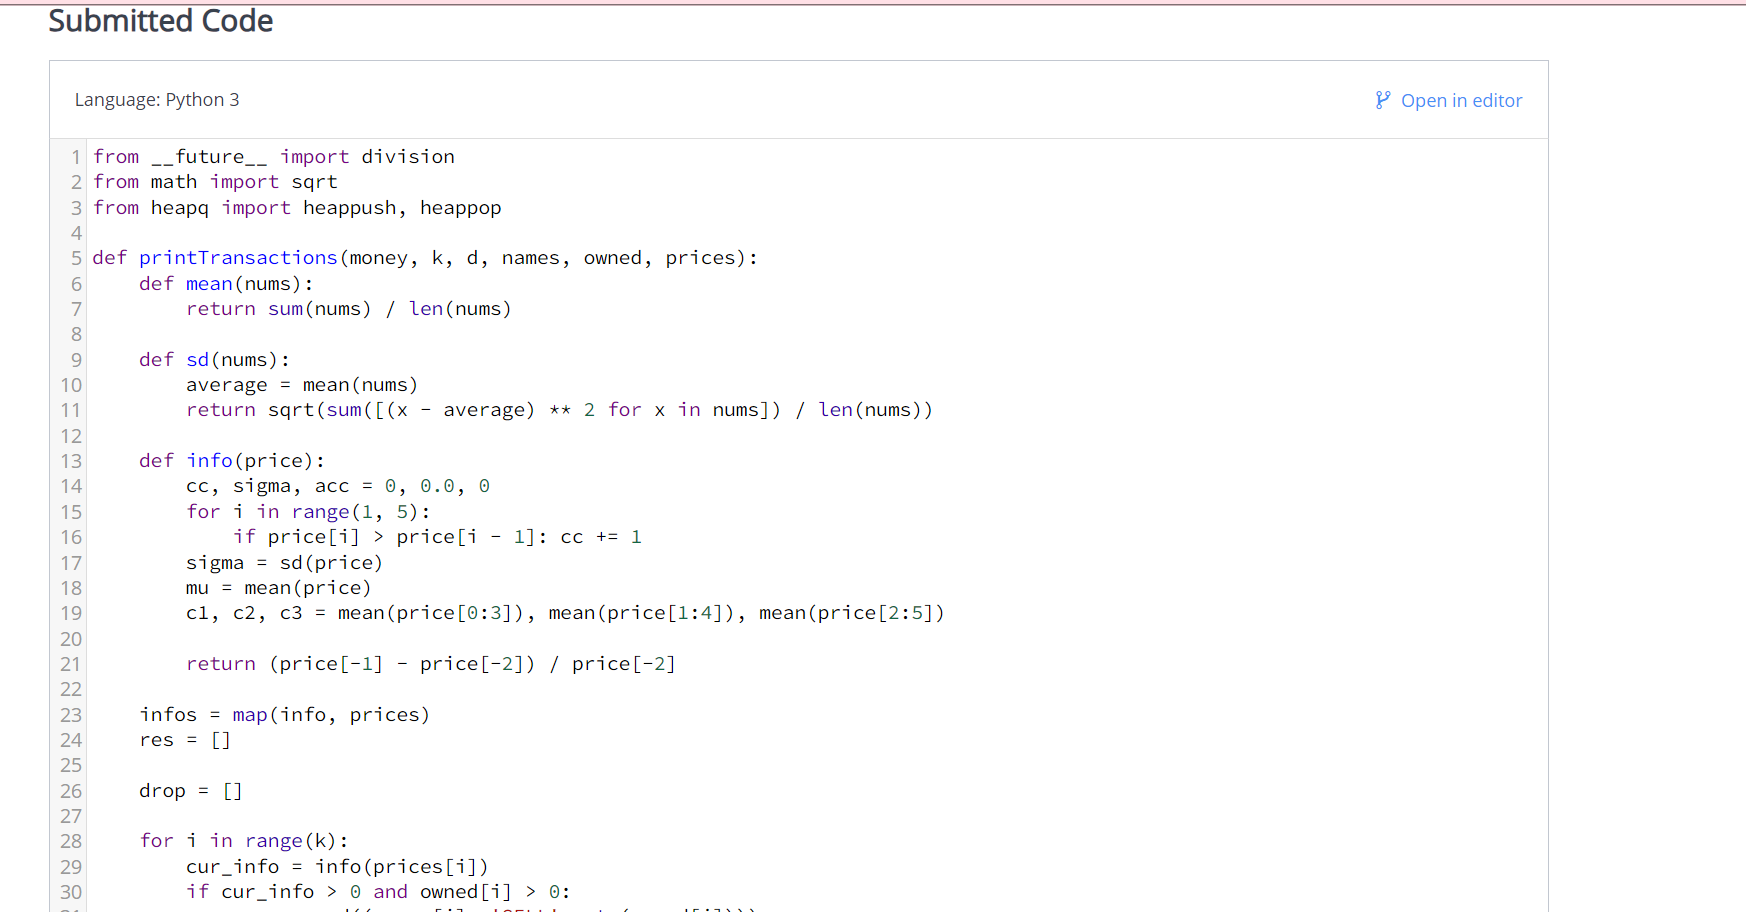 Submitted Code
Language: Python 3
Open in editor
1 from __future__ import division
2 from math import sqrt
3 from heapq import heappush, heappop
4
5 def printTransactions(money, k, d, names, owned, prices):
6     def mean(nums):
7         return sum(nums) / len(nums)
8
9     def sd(nums):
10         average = mean(nums)
11         return sqrt(sum([(x - average) ** 2 for x in nums]) / len(nums))
12
13     def info(price):
14         cc, sigma, acc = 0, 0.0, 0
15         for i in range(1, 5):
16             if price[i] > price[i - 1]: cc += 1
17         sigma = sd(price)
18         mu = mean(price)
19         c1, c2, c3 = mean(price[0:3]), mean(price[1:4]), mean(price[2:5])
20
21         return (price[-1] - price[-2]) / price[-2]
22
23     infos = map(info, prices)
24     res = []
25
26     drop = []
27
28     for i in range(k):
29         cur_info = info(prices[i])
30         if cur_info > 0 and owned[i] > 0: